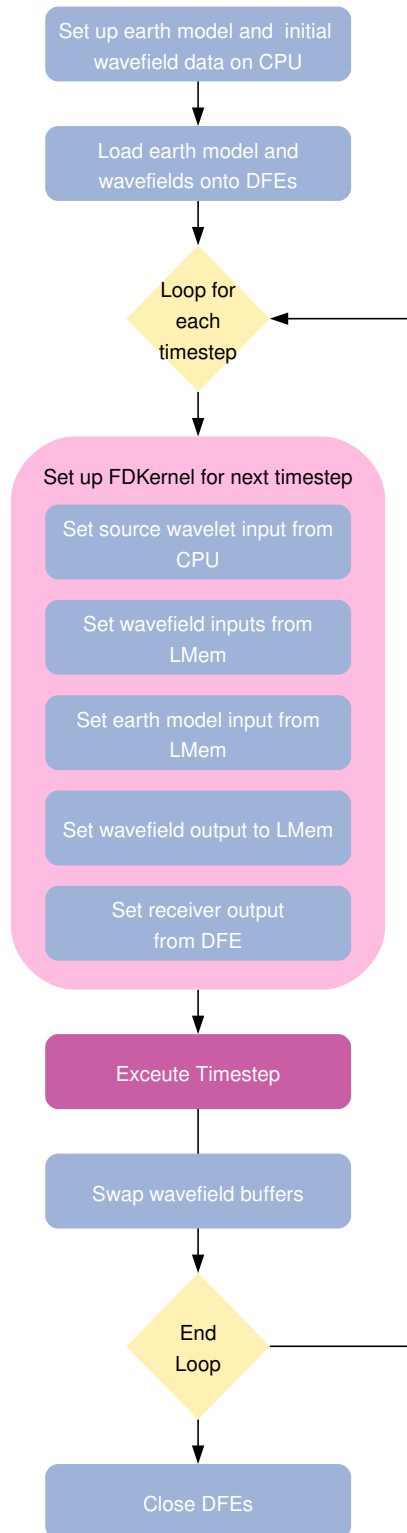 Set up earth model and  initial
wavefield data on CPU
Load earth model and
wavefields onto DFEs
Loop for
each
timestep
Set up FDKernel for next timestep
Set source wavelet input from
CPU
Set wavefield inputs from
LMem
Set earth model input from
LMem
Set wavefield output to LMem
Set receiver output
from DFE
Exceute Timestep
Swap wavefield buffers
End
Loop
Close DFEs